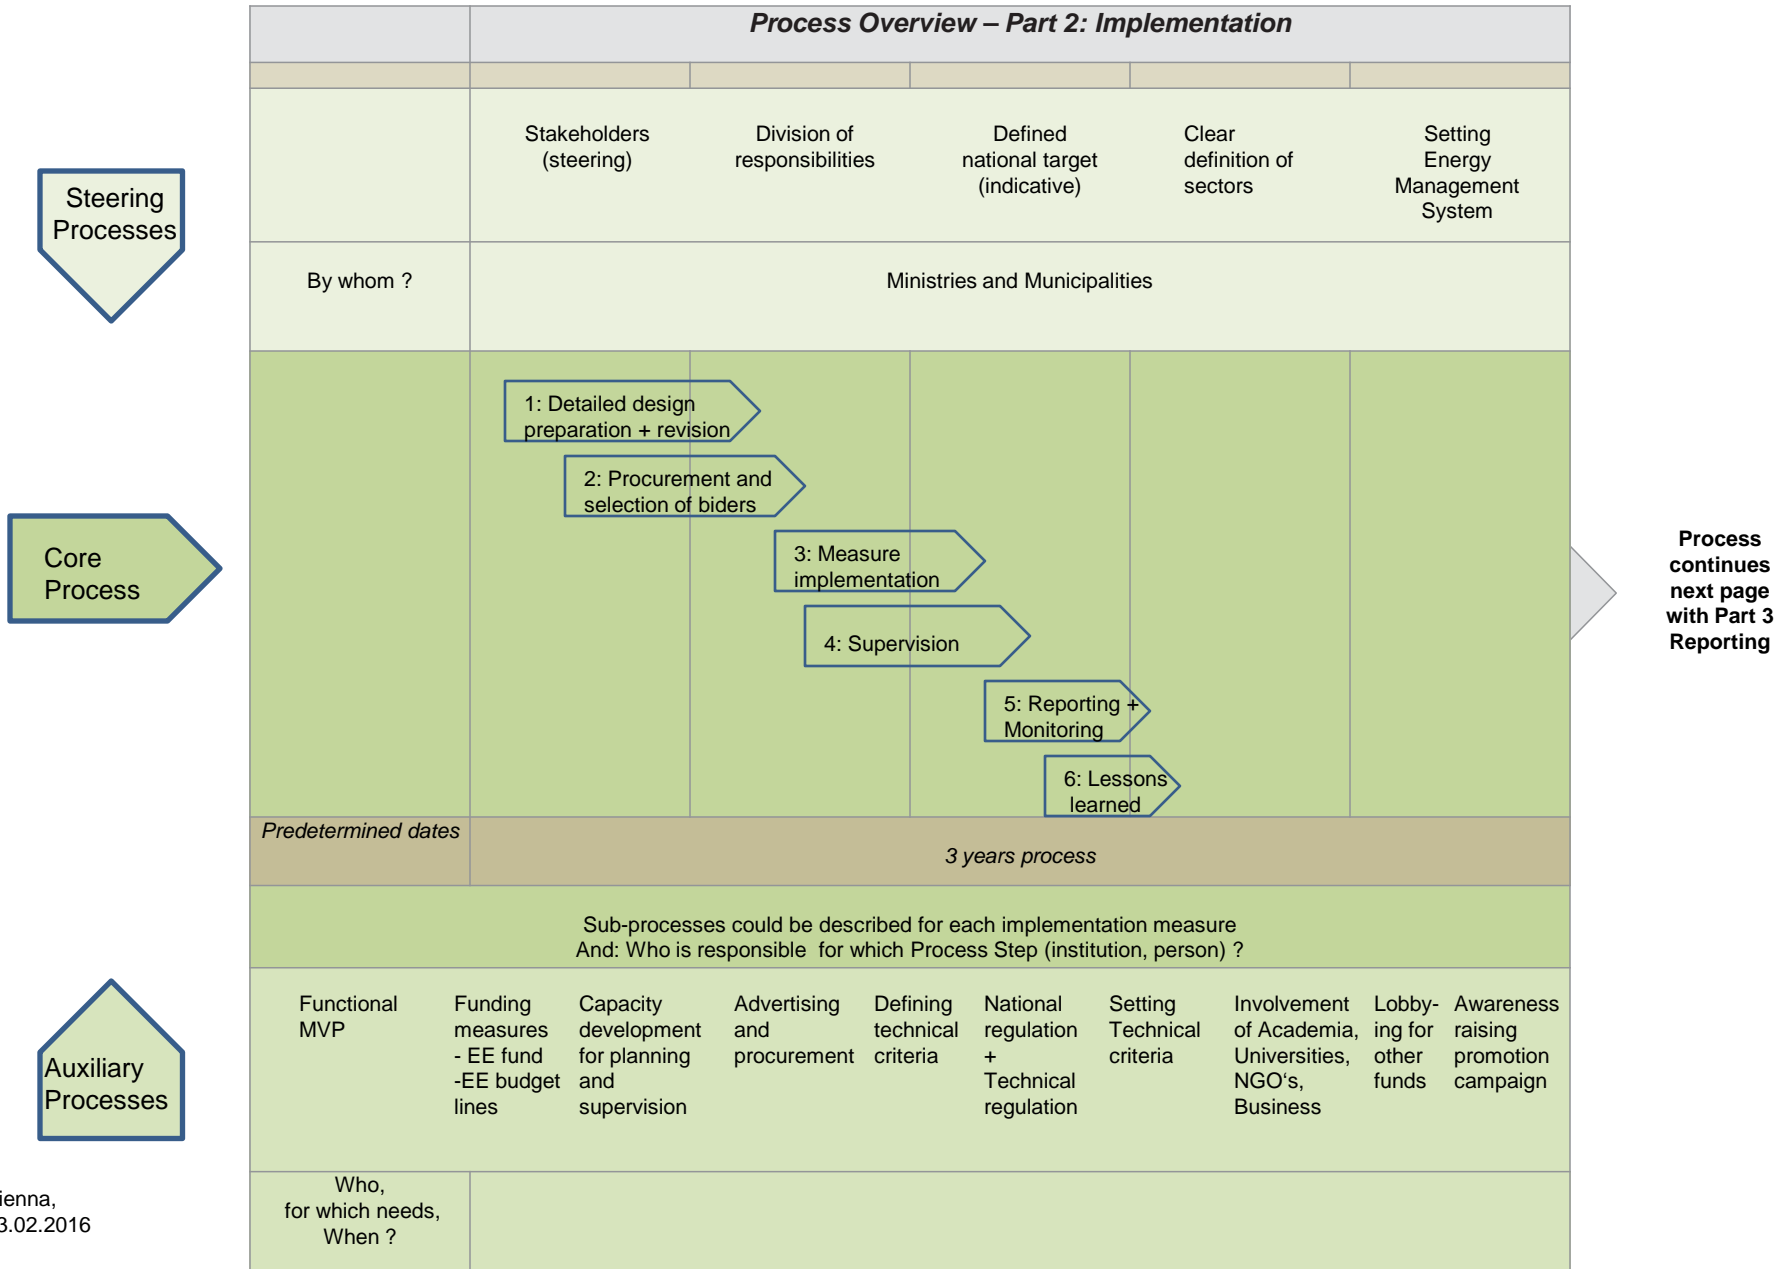 Process Overview – Part 2: Implementation
Steering
Processes
Stakeholders
(steering)
Division of
responsibilities
Defined
national target
(indicative)
Clear
definition of
sectors
Setting
Energy
Management
System
By whom ?
Ministries and Municipalities
Core
Process
1: Detailed design
preparation + revision
2: Procurement and
selection of biders
3: Measure
implementation
4: Supervision
5: Reporting +
Monitoring
6: Lessons
learned
Process
continues
next page
with Part 3
Reporting
Predetermined dates
3 years process
Sub-processes could be described for each implementation measure
And: Who is responsible  for which Process Step (institution, person) ?
Auxiliary
Processes
Functional
MVP
Funding
measures
- EE fund
-EE budget
lines
Capacity
development
for planning
and
supervision
Advertising
and
procurement
Defining
technical
criteria
National
regulation
+
Technical
regulation
Setting
Technical
criteria
Involvement
of Academia,
Universities,
NGO‘s,
Business
Lobby-
ing for
other
funds
Awareness
raising
promotion
campaign
Who,
for which needs,
When ?
ienna,
3.02.2016